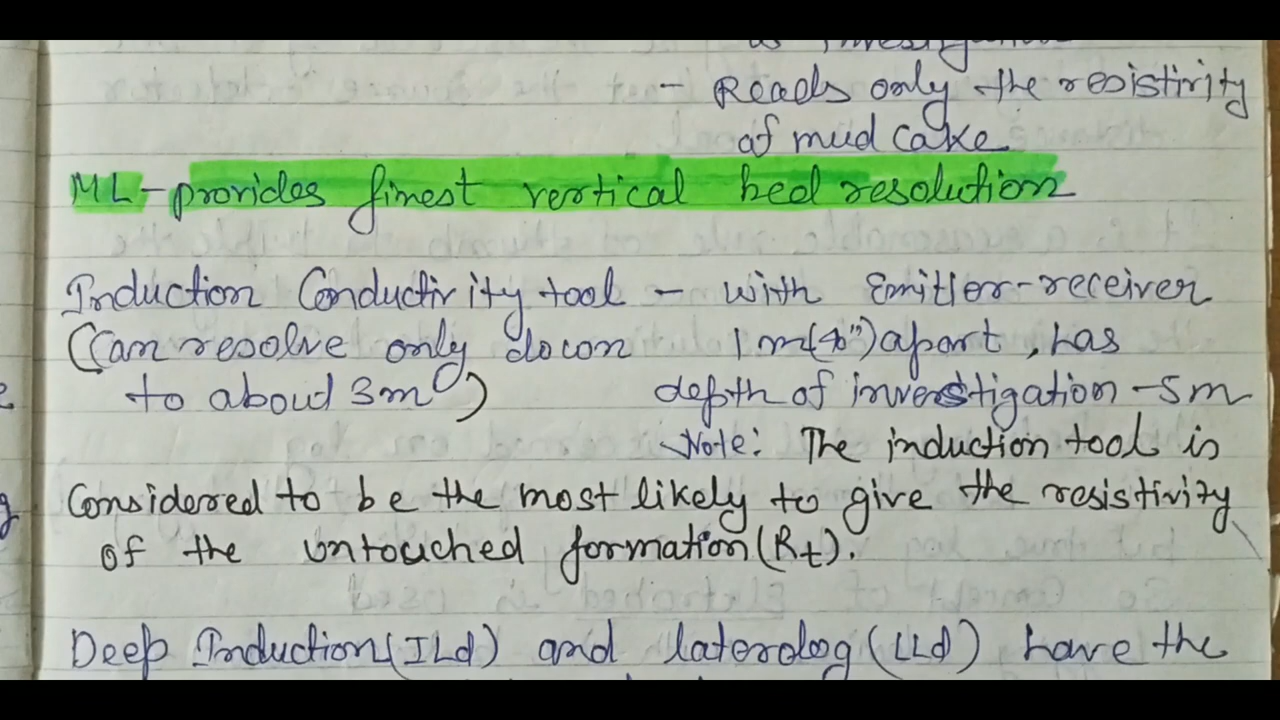 - Reads only the resistivity
of mud cake
ML - provides finest vertical bed resolution
Induction Conductivity tool - with Emitter-receiver
(Can resolve only down 1m(40") apart, has
to about 3m) depth of investigation - 5m
Note: The induction tool is
Considered to be the most likely to give the resistivity
of the untouched formation (Rt).
Deep Induction (ILd) and laterolog (LLd) have the